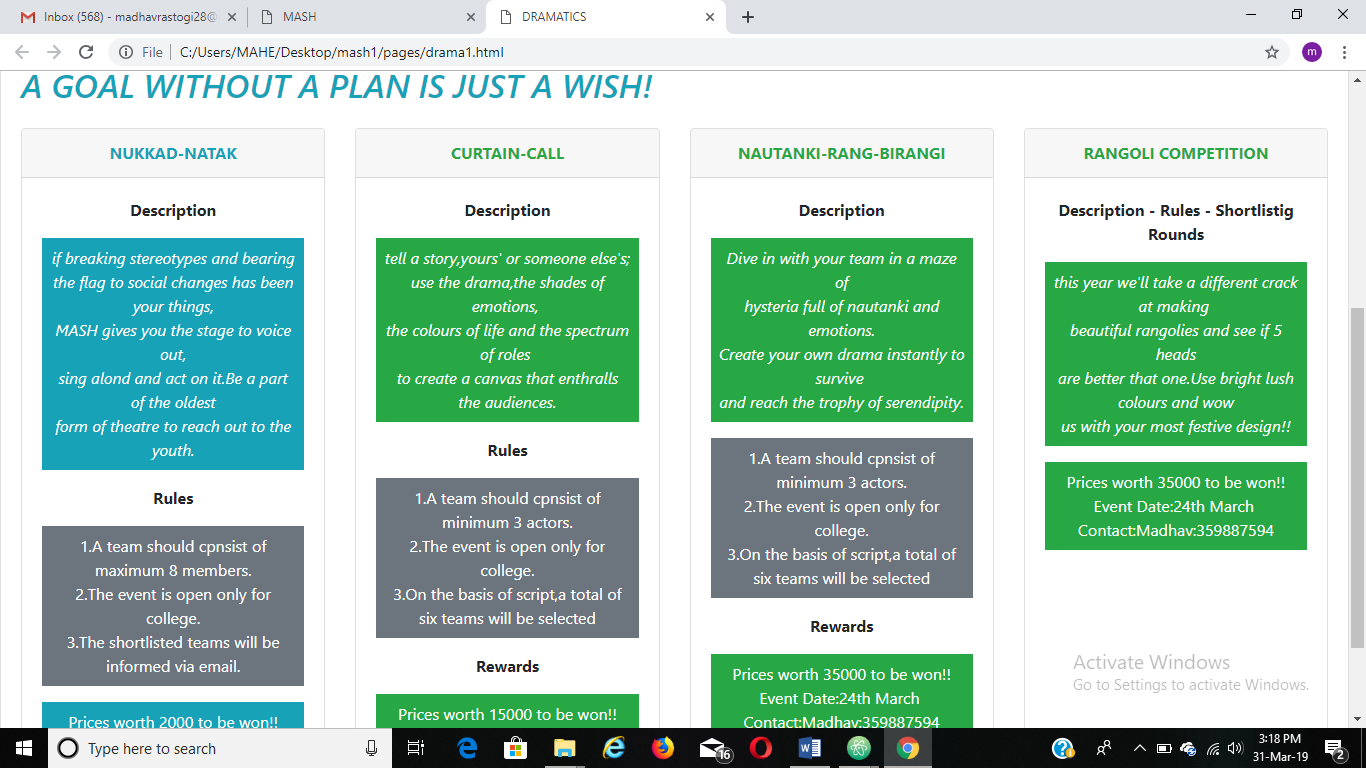 Inbox (568) - madhavrastogi28@
MASH
DRAMATICS
File
C:/Users/MAHE/Desktop/mash1/pages/drama1.html
m
A GOAL WITHOUT A PLAN IS JUST A WISH!
NUKKAD-NATAK
Description
if breaking stereotypes and bearing
the flag to social changes has been
your things,
MASH gives you the stage to voice
out,
sing alond and act on it.Be a part
of the oldest
form of theatre to reach out to the
youth.
Rules
1.A team should cpnsist of
maximum 8 members.
2.The event is open only for
college.
3.The shortlisted teams will be
informed via email.
Prices worth 2000 to be won!!
CURTAIN-CALL
Description
tell a story,yours' or someone else's;
use the drama,the shades of
emotions,
the colours of life and the spectrum
of roles
to create a canvas that enthralls
the audiences.
Rules
1.A team should cpnsist of
minimum 3 actors.
2.The event is open only for
college.
3.On the basis of script,a total of
six teams will be selected
Rewards
Prices worth 15000 to be won!!
NAUTANKI-RANG-BIRANGI
Description
Dive in with your team in a maze
of
hysteria full of nautanki and
emotions.
Create your own drama instantly to
survive
and reach the trophy of serendipity.
1.A team should cpnsist of
minimum 3 actors.
2.The event is open only for
college.
3.On the basis of script,a total of
six teams will be selected
Rewards
Prices worth 35000 to be won!!
Event Date:24th March
Contact:Madhav:359887594
RANGOLI COMPETITION
Description - Rules - Shortlistig
Rounds
this year we'll take a different crack
at making
beautiful rangolies and see if 5
heads
are better that one.Use bright lush
colours and wow
us with your most festive design!!
Prices worth 35000 to be won!!
Event Date:24th March
Contact:Madhav:359887594
Activate Windows
Go to Settings to activate Windows.
Type here to search
16
3:18 PM
31-Mar-19
2